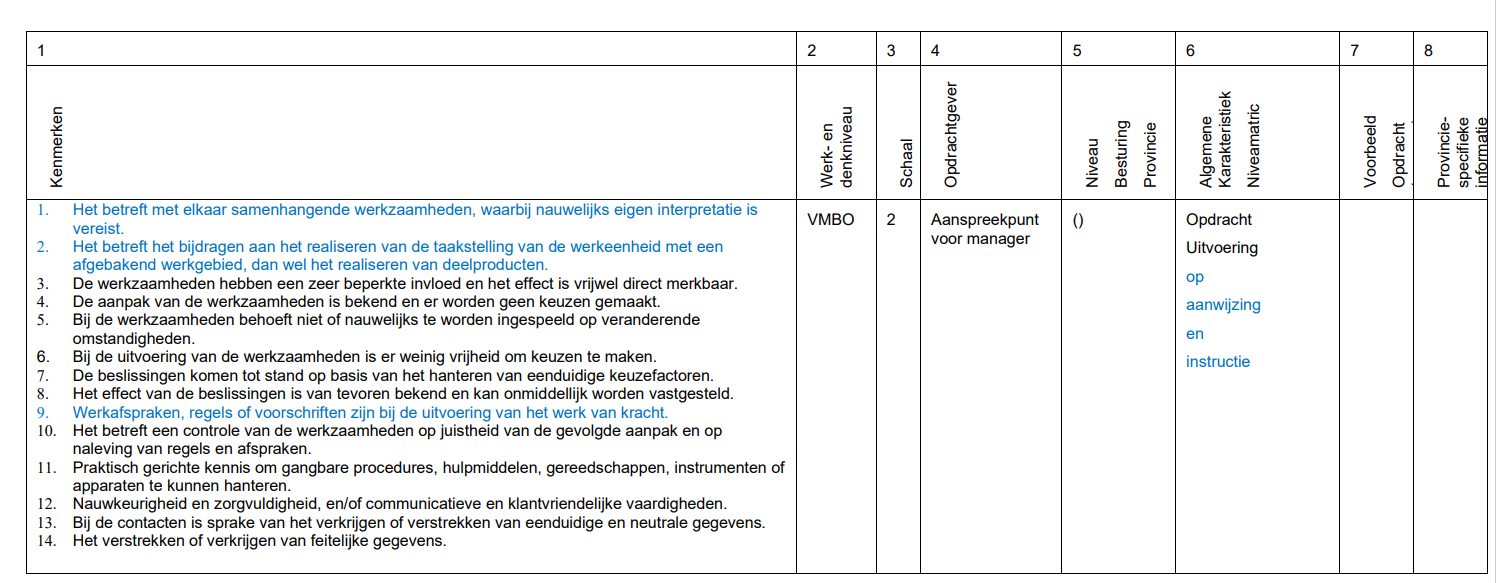 1 2 3 4 5 6 7 8
Kenmerken
Werk- en
denkniveau
Schaal
Opdrachtgever
Niveau
Besturing
Provincie
Algemene
Karakteristiek
Niveamatric
Voorbeeld
Opdracht
Provincie-
specifieke
informatie
1. Het betreft met elkaar samenhangende werkzaamheden, waarbij nauwelijks eigen interpretatie is
vereist.
2. Het betreft het bijdragen aan het realiseren van de taakstelling van de werkeenheid met een
afgebakend werkgebied, dan wel het realiseren van deelproducten.
3. De werkzaamheden hebben een zeer beperkte invloed en het effect is vrijwel direct merkbaar.
4. De aanpak van de werkzaamheden is bekend en er worden geen keuzen gemaakt.
5. Bij de werkzaamheden behoeft niet of nauwelijks te worden ingespeeld op veranderende
omstandigheden.
6. Bij de uitvoering van de werkzaamheden is er weinig vrijheid om keuzen te maken.
7. De beslissingen komen tot stand op basis van het hanteren van eenduidige keuzefactoren.
8. Het effect van de beslissingen is van tevoren bekend en kan onmiddellijk worden vastgesteld.
9. Werkafspraken, regels of voorschriften zijn bij de uitvoering van het werk van kracht.
10. Het betreft een controle van de werkzaamheden op juistheid van de gevolgde aanpak en op
naleving van regels en afspraken.
11. Praktisch gerichte kennis om gangbare procedures, hulpmiddelen, gereedschappen, instrumenten of
apparaten te kunnen hanteren.
12. Nauwkeurigheid en zorgvuldigheid, en/of communicatieve en klantvriendelijke vaardigheden.
13. Bij de contacten is sprake van het verkrijgen of verstrekken van eenduidige en neutrale gegevens.
14. Het verstrekken of verkrijgen van feitelijke gegevens.
VMBO
2
Aanspreekpunt
voor manager
()
Opdracht
Uitvoering
op
aanwijzing
en
instructie